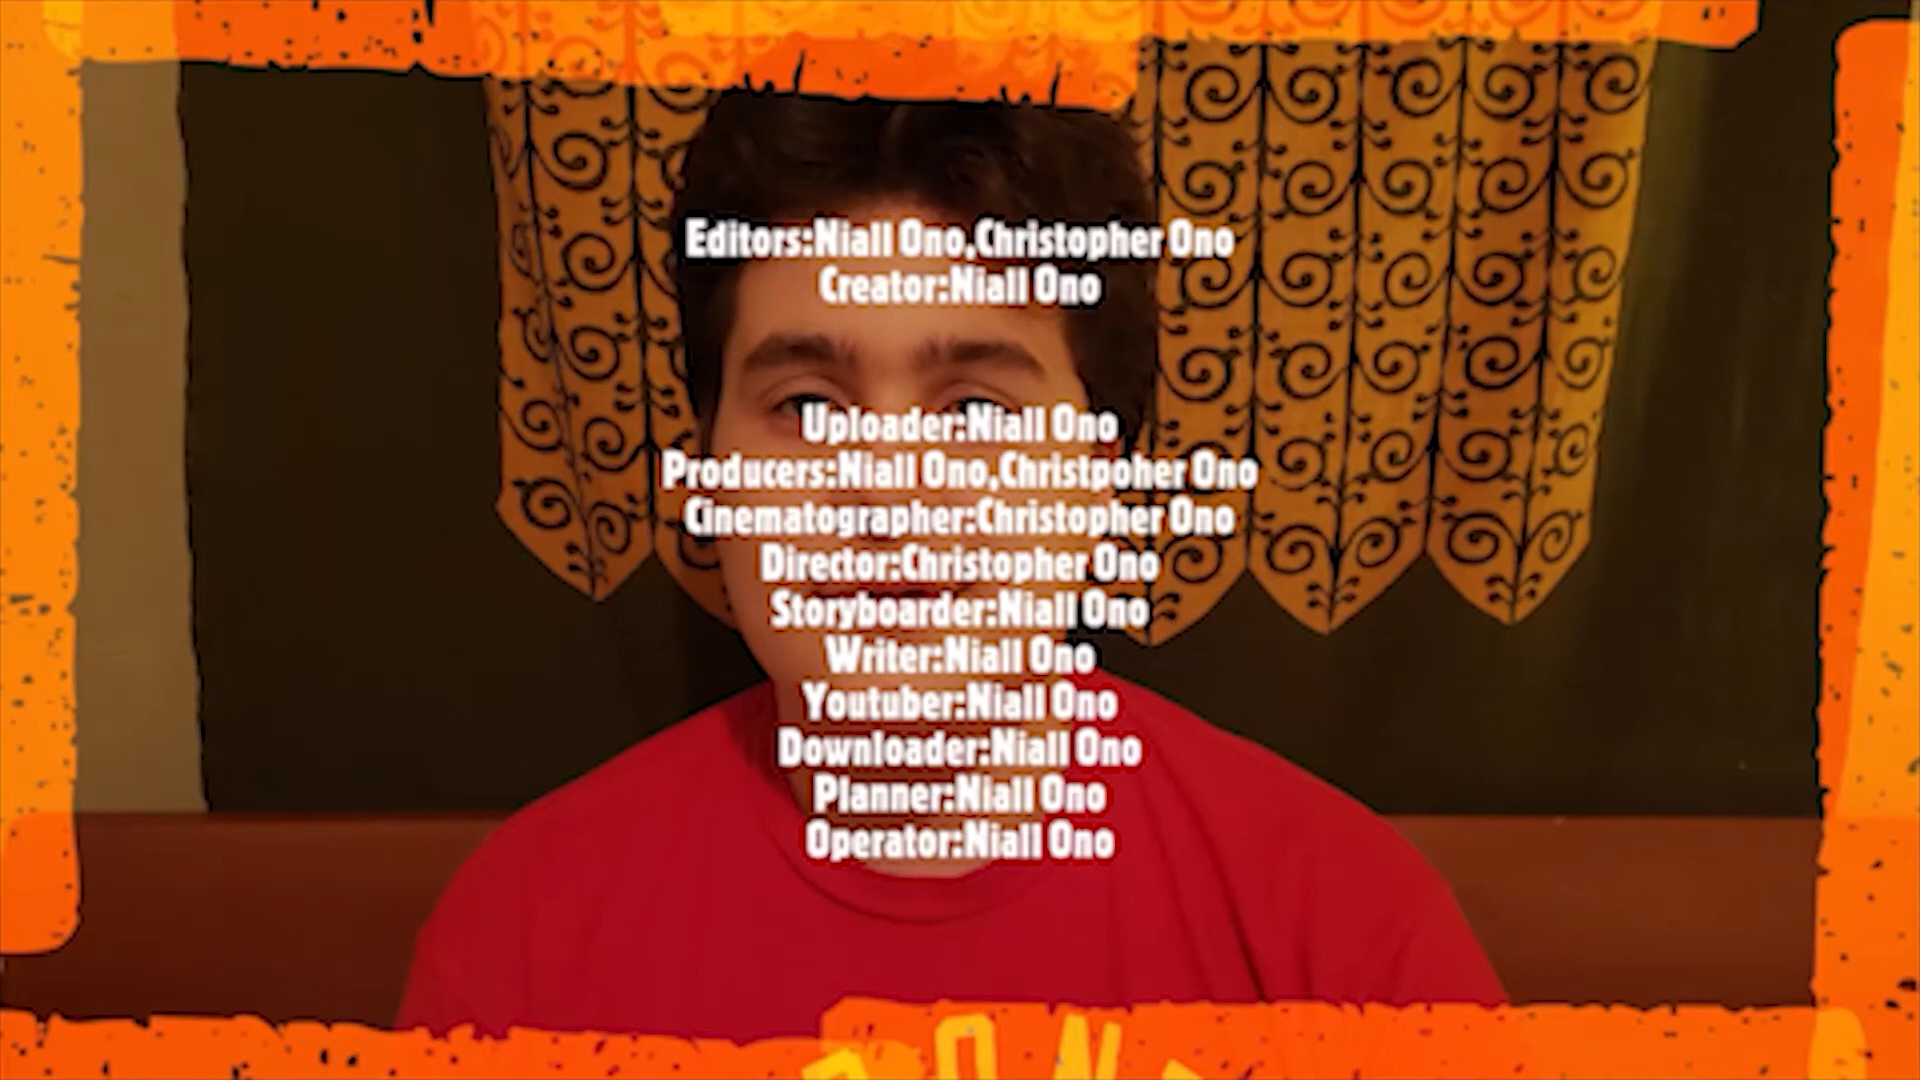 Editors:Niall Ono,Christopher Ono
Creator:Niall Ono
Uploader:Niall Ono
Producers:Niall Ono,Christpoher Ono
Cinematographer:Christopher Ono
Director:Christopher Ono
Storyboarder:Niall Ono
Writer:Niall Ono
Youtuber:Niall Ono
Downloader:Niall Ono
Planner:Niall Ono
Operator:Niall Ono